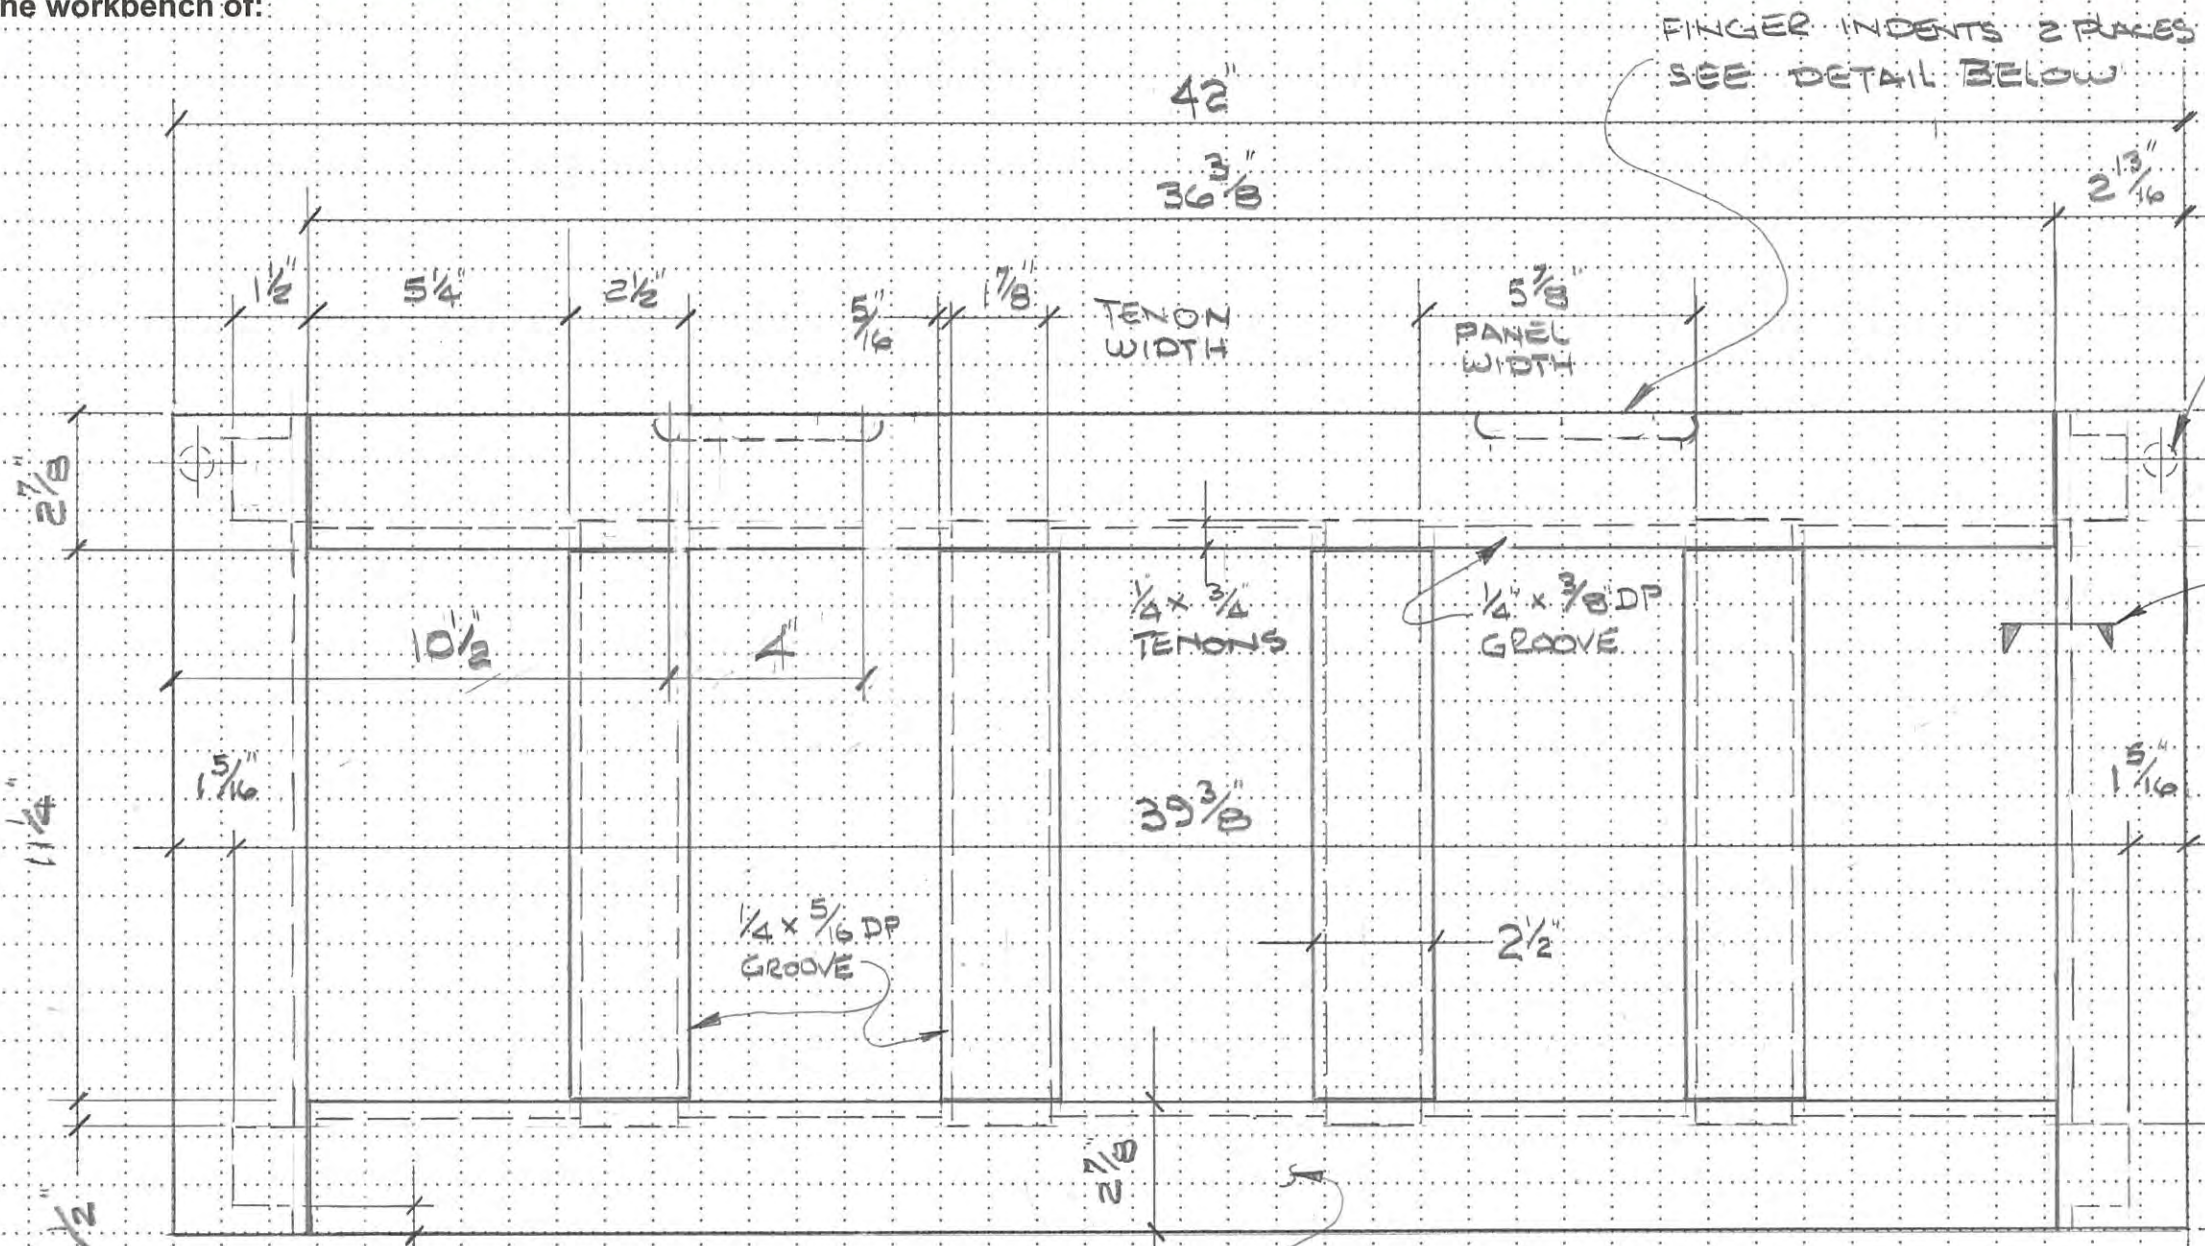 he workbench of:
FINGER INDENTS 2 PLACES
SEE DETAIL BELOW
42"
36 3/8"
2 13/16"
1 1/2"
5 1/4"
2 1/2"
5/16"
1 7/8"
TENON
WIDTH
5 7/8"
PANEL
WIDTH
2 7/8"
1/4 x 3/4
TENONS
1/4" x 3/8" DP
GROOVE
10 1/2"
4"
1 5/16"
39 3/8"
1 5/16"
11 1/4"
1/4 x 5/16 DP
GROOVE
2 1/2"
2 7/8"
1/2"